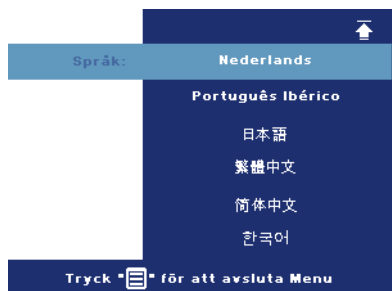 Språk: Nederlands
Português Ibérico
日本語
繁體中文
简体中文
한국어
Tryck "" för att avsluta Menu